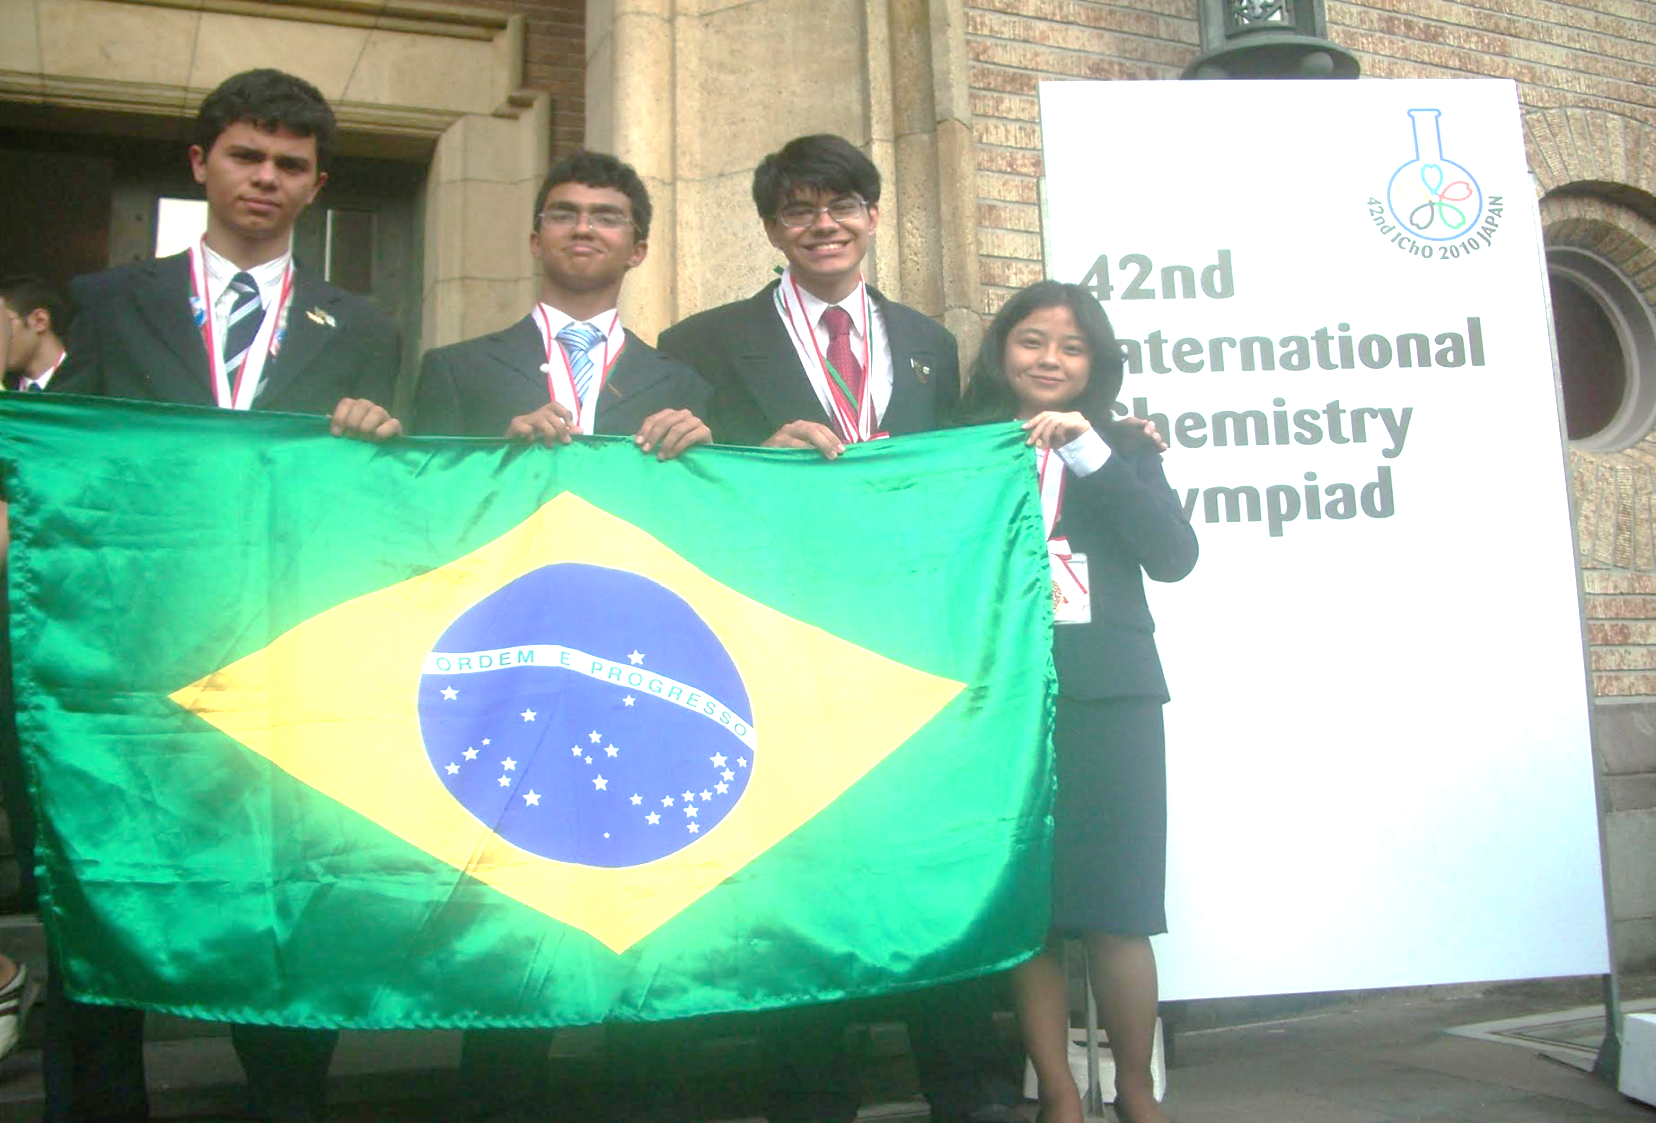 42nd IChO 2010 JAPAN
42nd
nternational
hemistry
ympiad
ORDEM E PROGRESSO